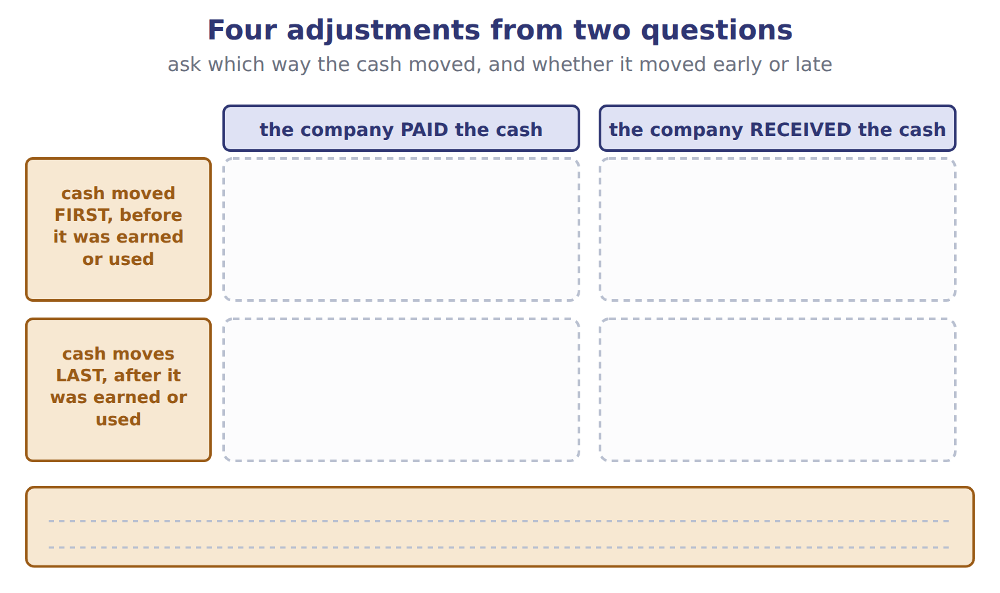 Four adjustments from two questions
ask which way the cash moved, and whether it moved early or late
the company PAID the cash
the company RECEIVED the cash
cash moved
FIRST, before
it was earned
or used
cash moves
LAST, after it
was earned or
used